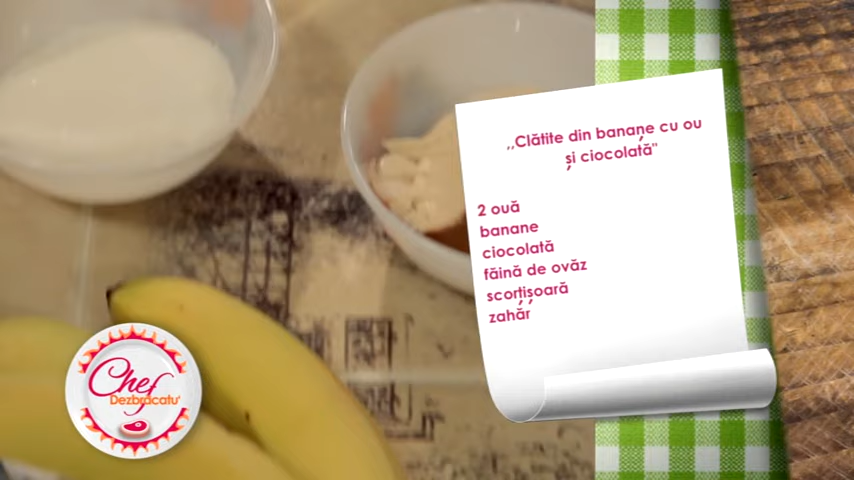 ,,Clătite din banane cu ou
și ciocolată"
2 ouă
banane
ciocolată
făină de ovăz
scorțișoară
zahăr
Chef
Dezbrăcatu'